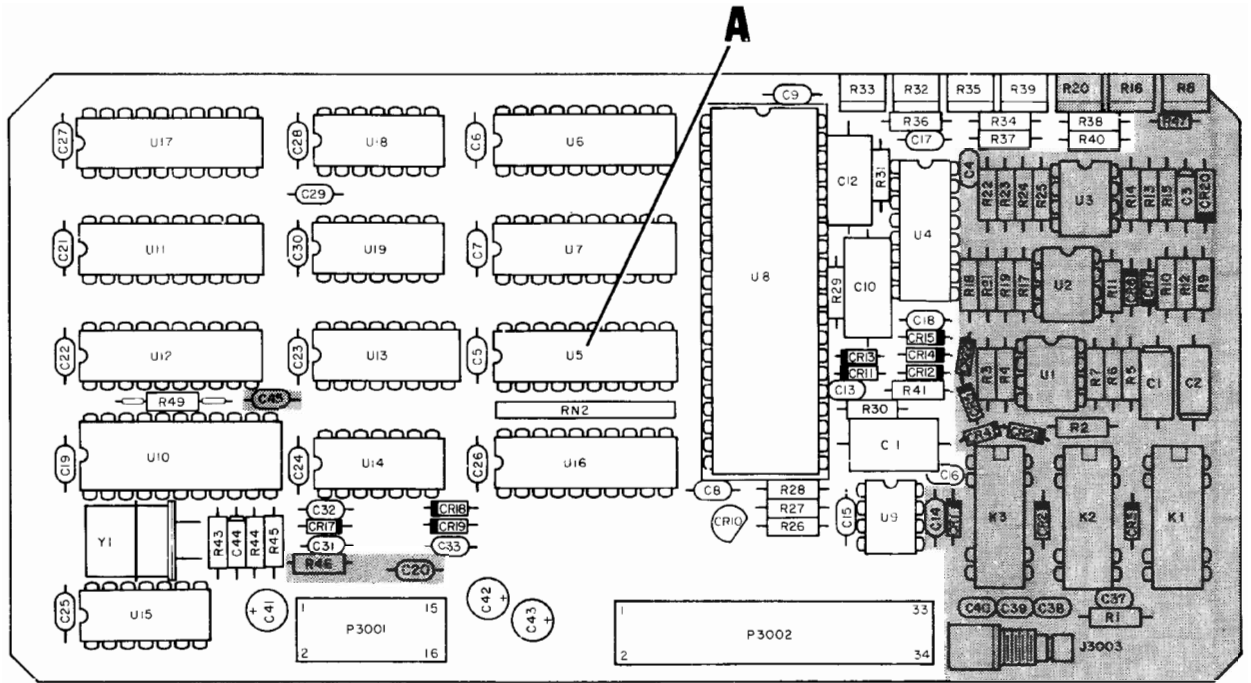 A
C9
R33 R32 R35 R39 R20 R16 R8
R36 R34 R38 R47
C17 R37 R40
C27 U17 C28 U18 C6 U6
C29
C12 R31 C4 R22 R23 R24 R25 U3 R14 R13 R15 C3 CR20
U4
C21 U11 C30 U19 C7 U7
U8
R29 C10 R18 R21 R19 R17 U2 R11 CR7 R10 R12 R9
C18
CR15
C22 U12 C23 U13 C5 U5
CR13 CR14
CR11 CR12
R3 R4 U1 R7 R6 R5 C1 C2
C13 R41
R49 C45 RN2
R30
CR4 R2
C1
C19 U10 C24 U14 C26 U16
C8 R28
R27
R26
CR10 C15 U9 C14 K3 K2 K1
Y1 R43 C44 R44 R45
C32 CR18
CR17 CR19
C31 C33
R46 C20
C25 U15 C41 C42 C43
1 15
P3001
2 16
1 33
P3002
2 34
C40 C39 C38 C37
R1
J3003